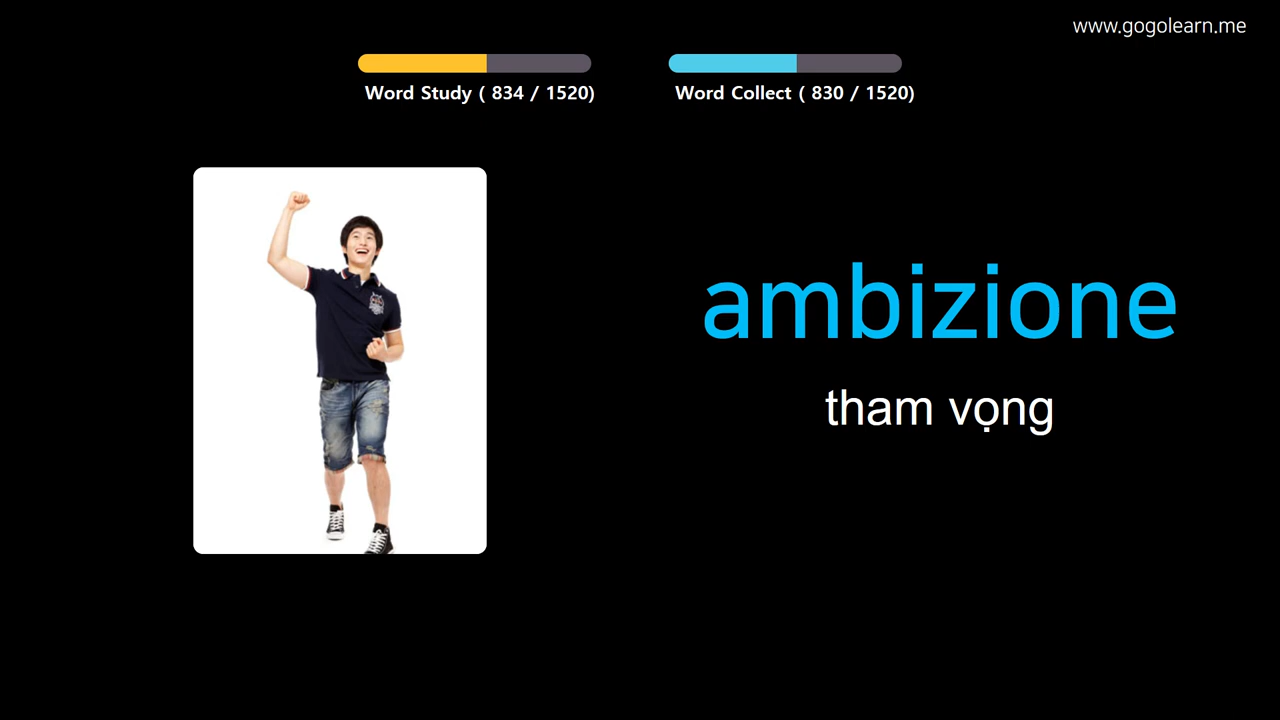 www.gogolearn.me
Word Study ( 834 / 1520)
Word Collect ( 830 / 1520)
ambizione
tham vọng